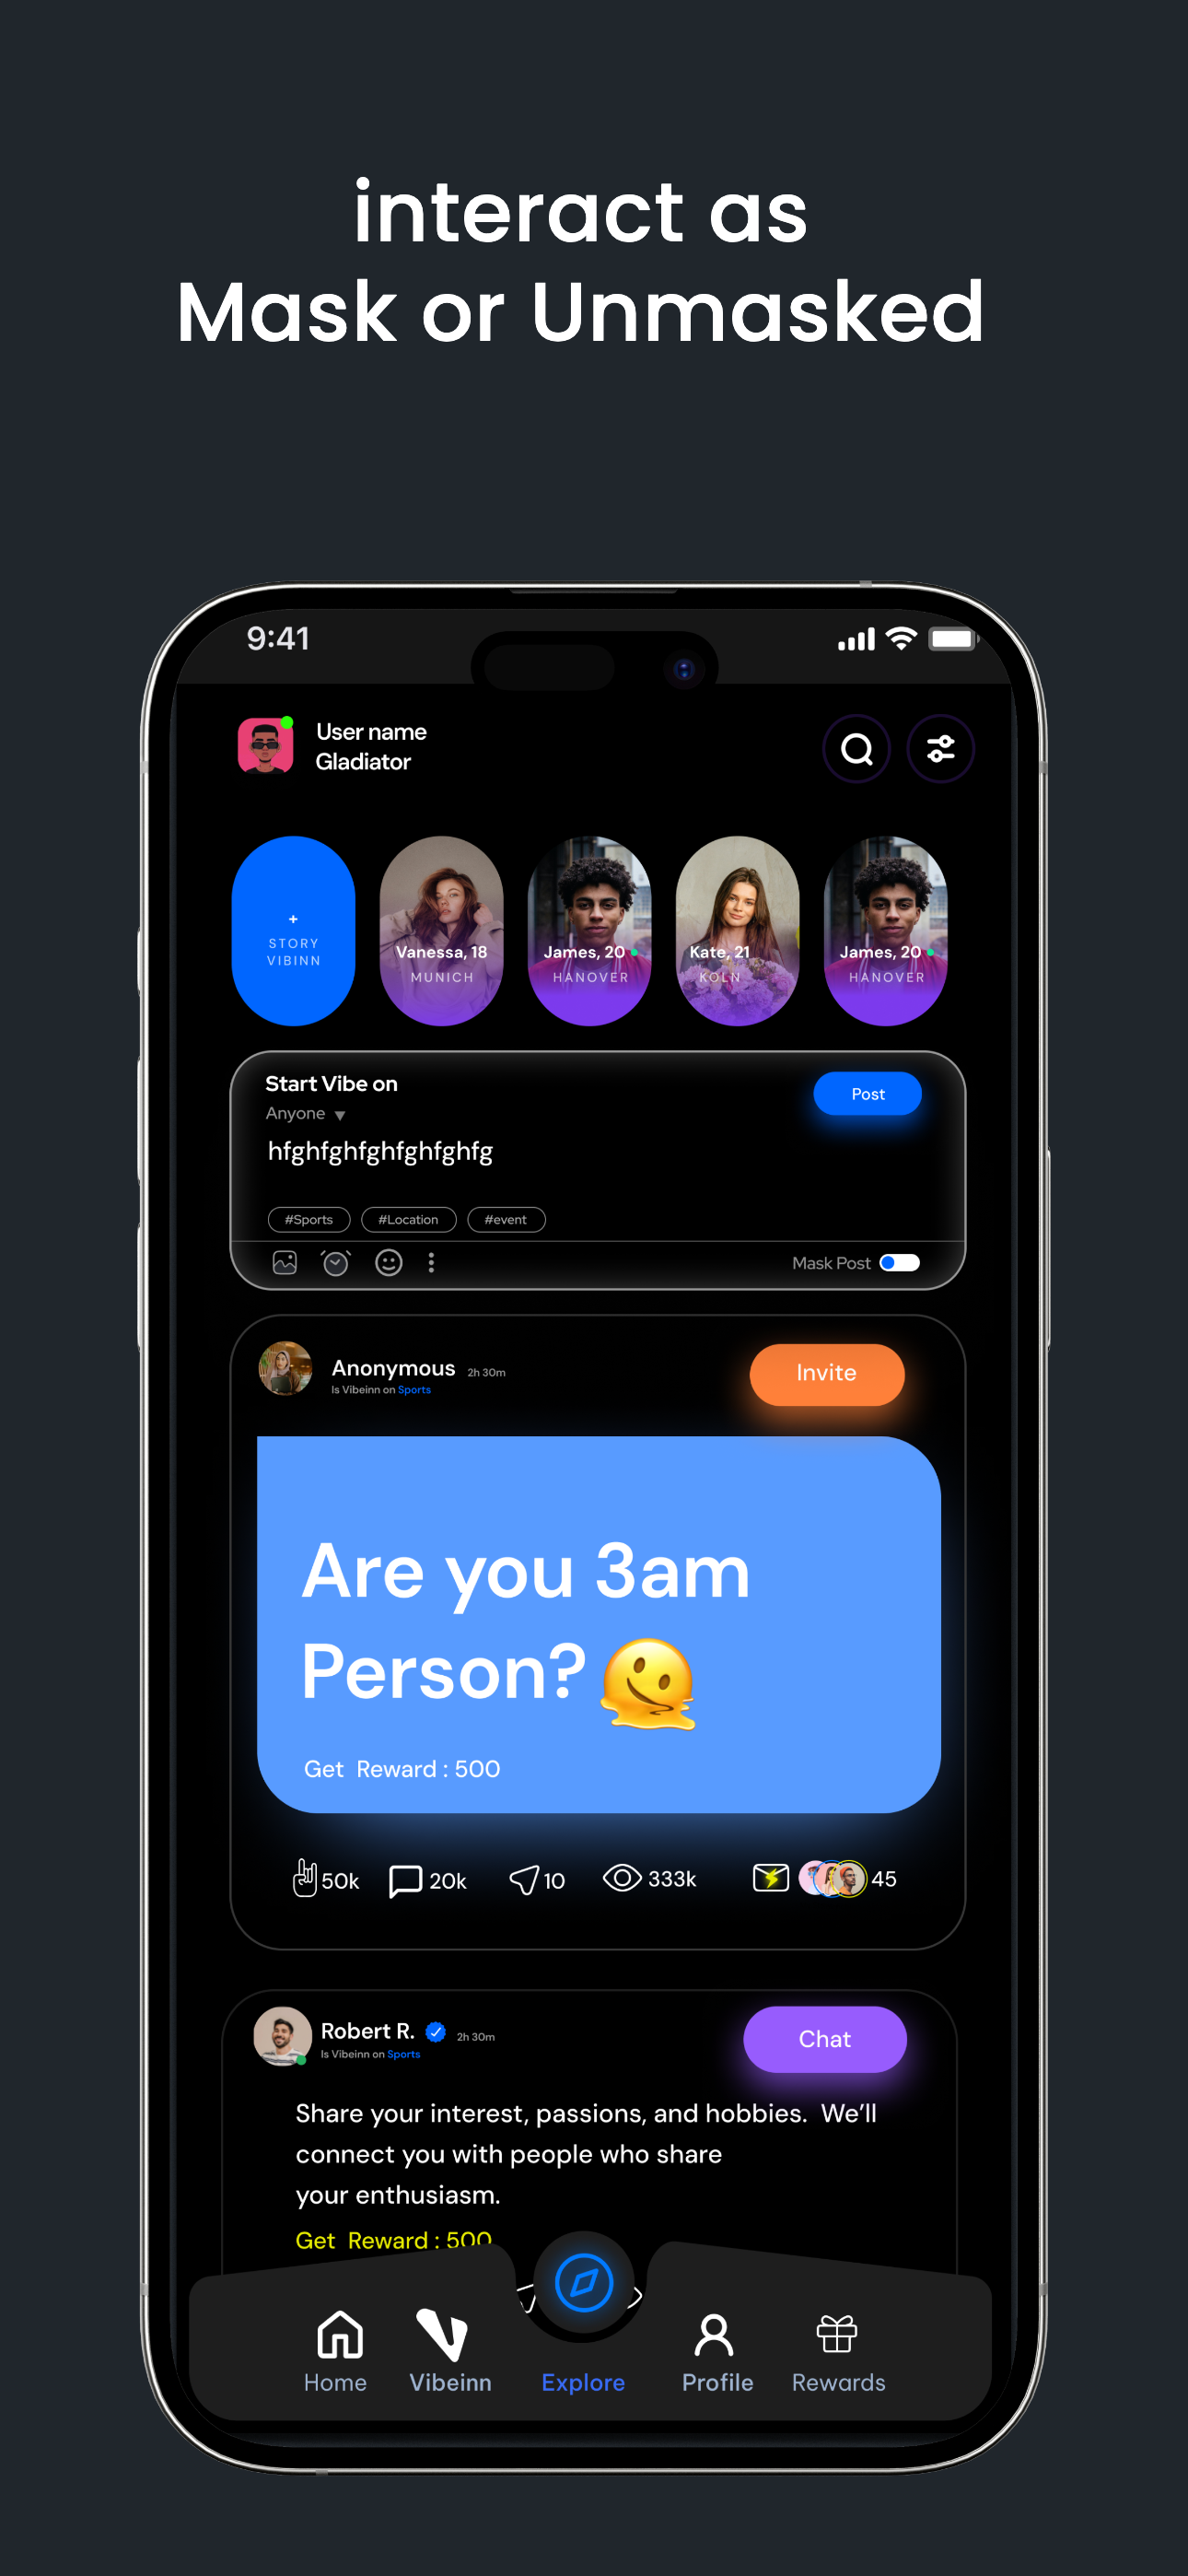 interact as
Mask or Unmasked
9:41
User name
Gladiator
+
STORY
VIBINN
Vanessa, 18
MUNICH
James, 20
HANOVER
Kate, 21
KOLN
James, 20
HANOVER
Start Vibe on
Post
Anyone
hfghfghfghfghfghfg
#Sports #Location #event
Mask Post
Anonymous 2h 30m
Is Vibeinn on Sports
Invite
Are you 3am
Person? 🫠
Get Reward : 500
50k 20k 10 333k 45
Robert R. 2h 30m
Is Vibeinn on Sports
Chat
Share your interest, passions, and hobbies. We’ll
connect you with people who share
your enthusiasm.
Get Reward : 500
Home Vibeinn Explore Profile Rewards